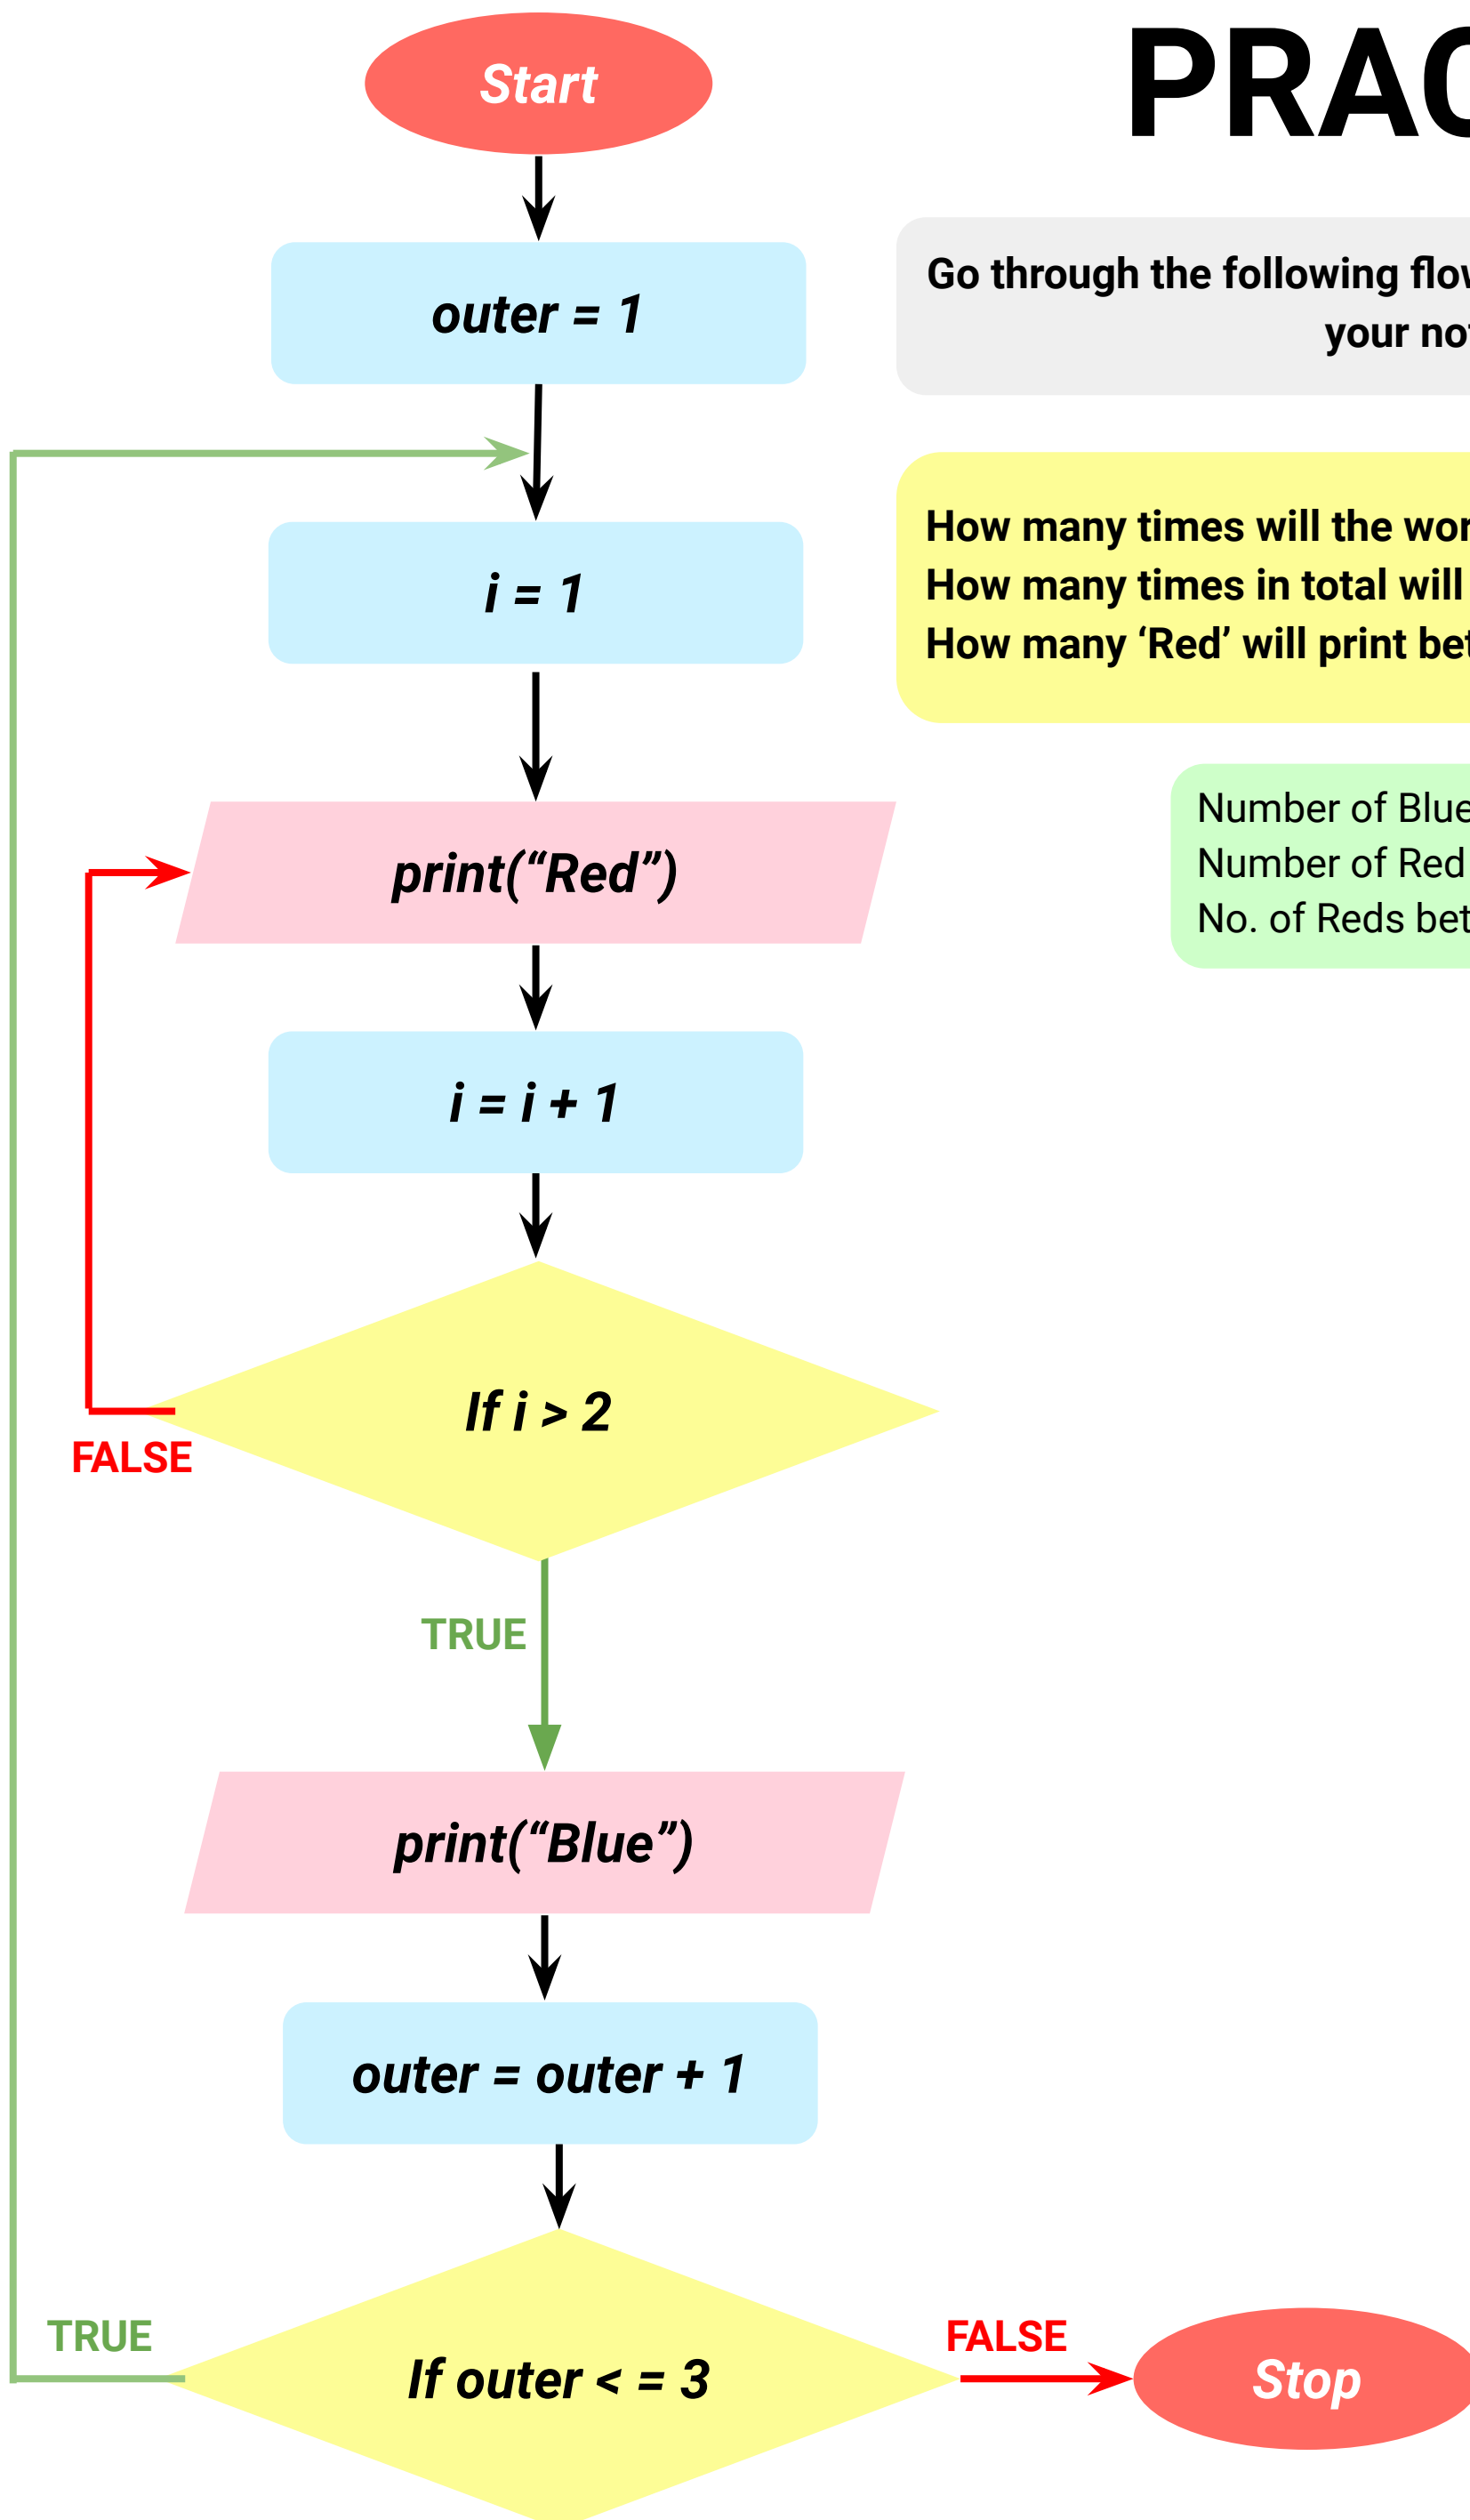 Start
PRAC
outer = 1
Go through the following flow
your not
i = 1
How many times will the wor
How many times in total will
How many ‘Red’ will print bet
print(“Red”)
Number of Blue
Number of Red
No. of Reds bet
i = i + 1
If i > 2
FALSE
TRUE
print(“Blue”)
outer = outer + 1
TRUE
If outer < = 3
FALSE
Stop